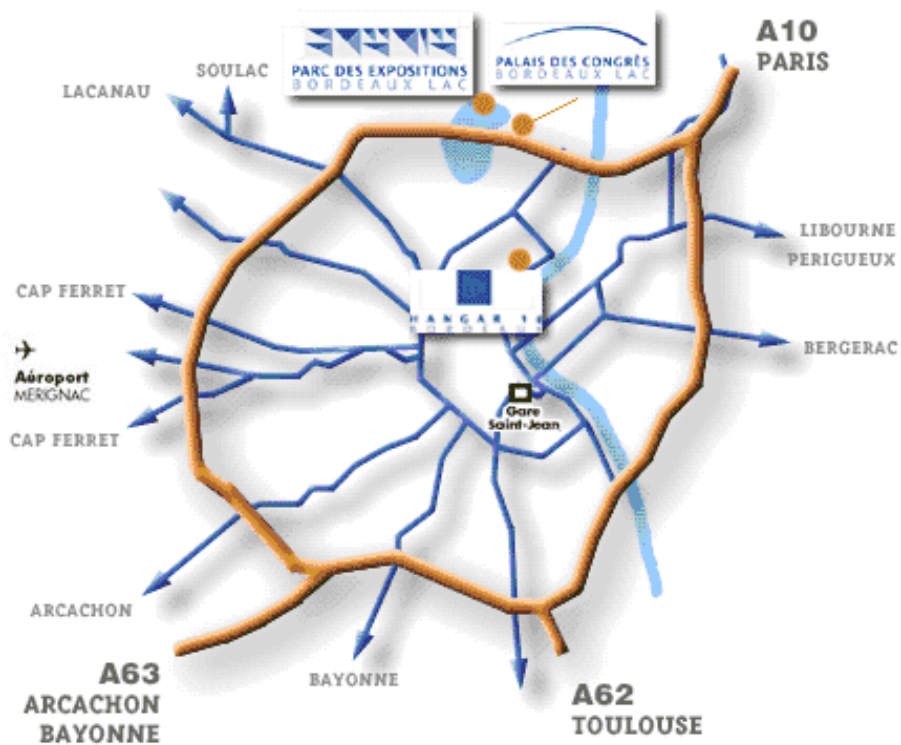 A10
PARIS
PARC DES EXPOSITIONS
BORDEAUX LAC
PALAIS DES CONGRÈS
BORDEAUX LAC
SOULAC
LACANAU
LIBOURNE
PERIGUEUX
CAP FERRET
HANGAR
BORDEAUX
Aéroport
MERIGNAC
BERGERAC
Gare
Saint-Jean
CAP FERRET
ARCACHON
BAYONNE
A63
ARCACHON
BAYONNE
A62
TOULOUSE